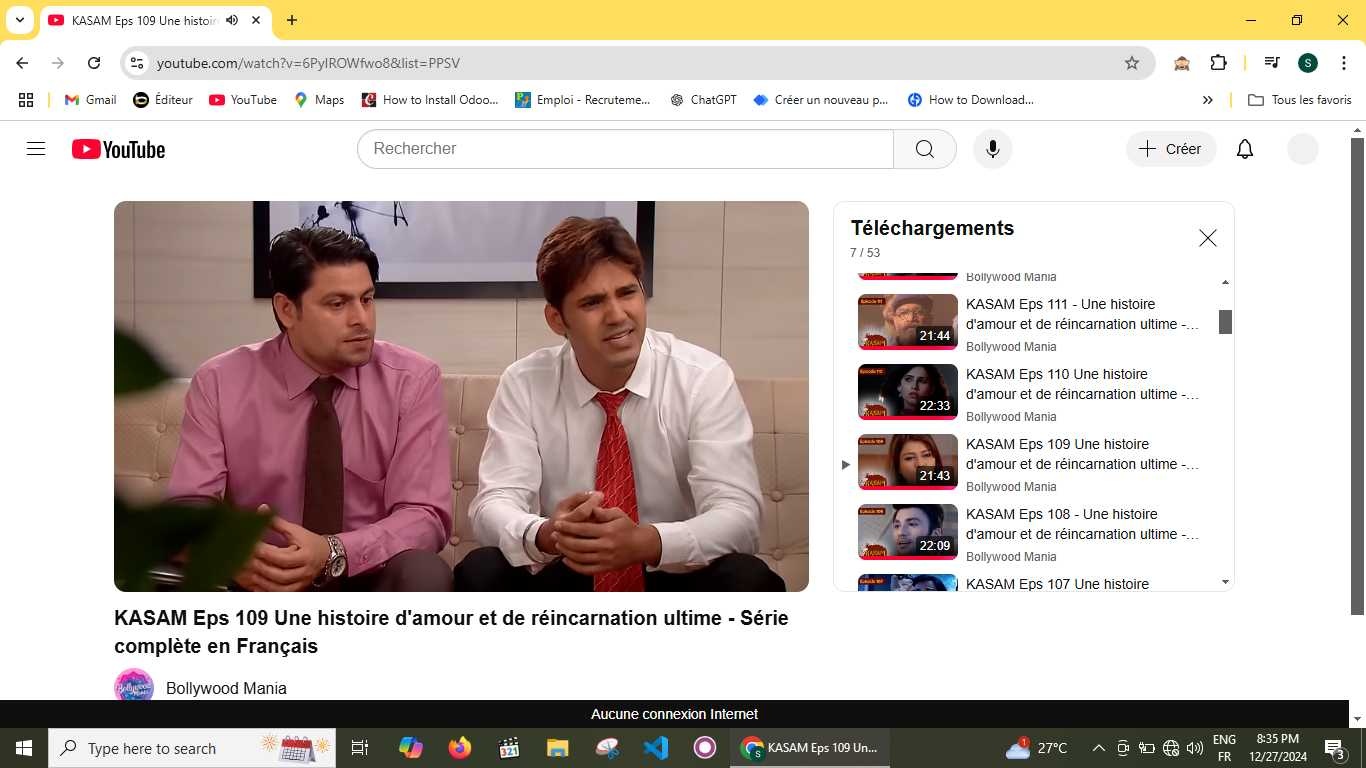 KASAM Eps 109 Une histoir
youtube.com/watch?v=6PyIROWfwo8&list=PPSV
S
Gmail
Éditeur
YouTube
Maps
How to Install Odoo...
Emploi - Recruteme...
ChatGPT
Créer un nouveau p...
How to Download...
Tous les favoris
YouTube
Rechercher
Créer
Téléchargements
7 / 53
Bollywood Mania
KASAM Eps 111 - Une histoire
d'amour et de réincarnation ultime -...
21:44
Bollywood Mania
KASAM Eps 110 Une histoire
d'amour et de réincarnation ultime -...
22:33
Bollywood Mania
KASAM Eps 109 Une histoire
d'amour et de réincarnation ultime -...
21:43
Bollywood Mania
KASAM Eps 108 - Une histoire
d'amour et de réincarnation ultime -...
22:09
Bollywood Mania
KASAM Eps 107 Une histoire
KASAM Eps 109 Une histoire d'amour et de réincarnation ultime - Série
complète en Français
Bollywood Mania
Aucune connexion Internet
Type here to search
KASAM Eps 109 Un...
27°C
ENG
FR
8:35 PM
12/27/2024
3